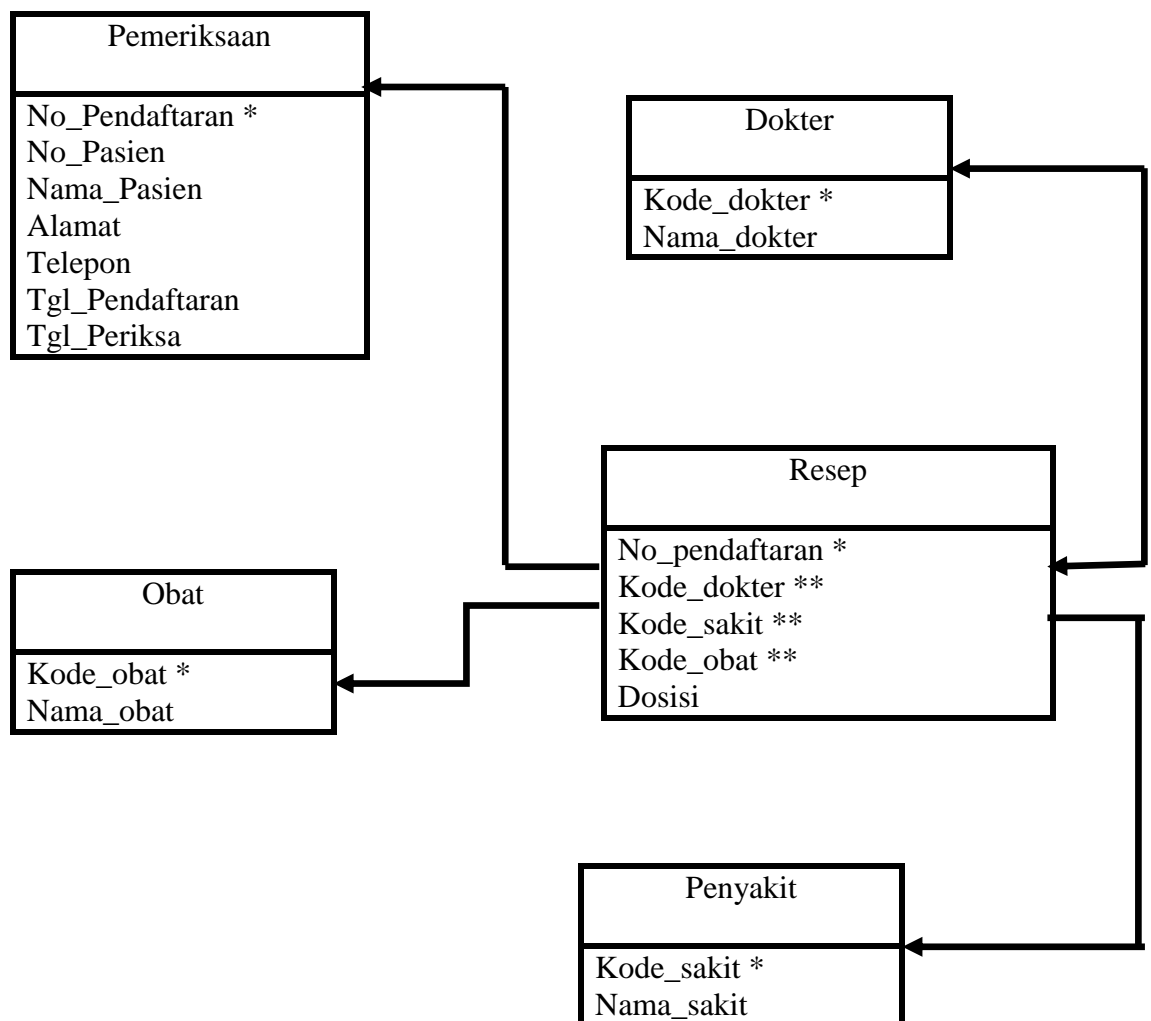 Pemeriksaan
No_Pendaftaran *
No_Pasien
Nama_Pasien
Alamat
Telepon
Tgl_Pendaftaran
Tgl_Periksa
Dokter
Kode_dokter *
Nama_dokter
Resep
No_pendaftaran *
Kode_dokter **
Kode_sakit **
Kode_obat **
Dosisi
Obat
Kode_obat *
Nama_obat
Penyakit
Kode_sakit *
Nama_sakit